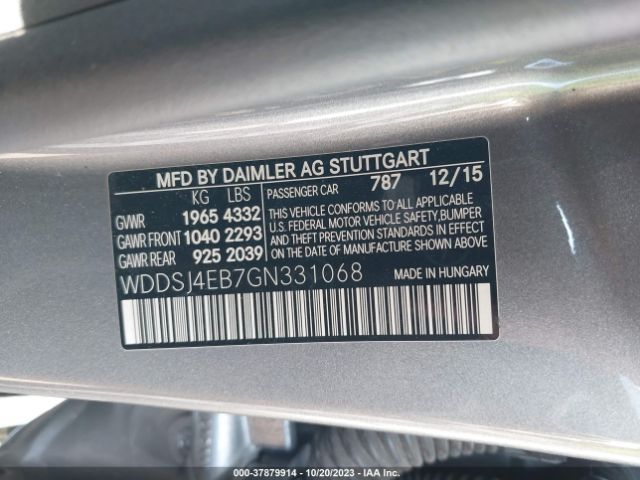 MFD BY DAIMLER AG STUTTGART
KG LBS
GVWR 1965 4332
GAWR FRONT 1040 2293
GAWR REAR 925 2039
PASSENGER CAR 787 12/15
THIS VEHICLE CONFORMS TO ALL APPLICABLE
U.S. FEDERAL MOTOR VEHICLE SAFETY, BUMPER
AND THEFT PREVENTION STANDARDS IN EFFECT
ON THE DATE OF MANUFACTURE SHOWN ABOVE.
WDDSJ4EB7GN331068 MADE IN HUNGARY
000-37879914 | 10/20/2023 | IAA Inc.